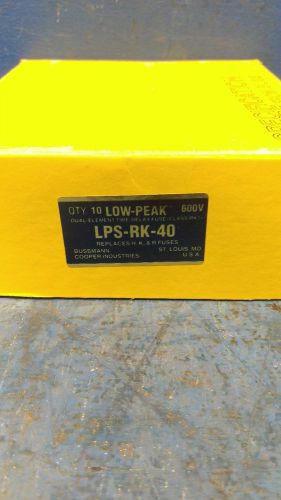 QTY 10 LOW-PEAK 600V
DUAL-ELEMENT TIME-DELAY FUSE (CLASS RK1)
LPS-RK-40
REPLACES H, K, & R FUSES
BUSSMANN ST. LOUIS, MO
COOPER INDUSTRIES U.S.A.